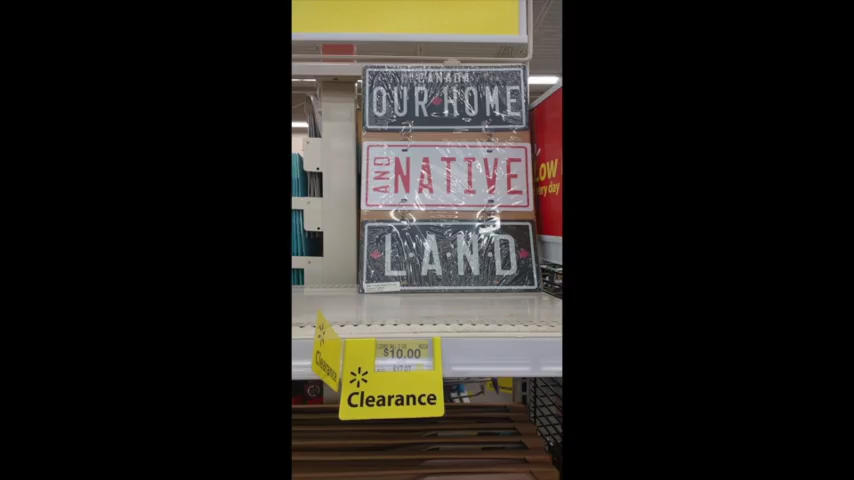 CANADA
OUR HOME
AND NATIVE
LAND
LOW
every day
$10.00
Clearance
Clearance